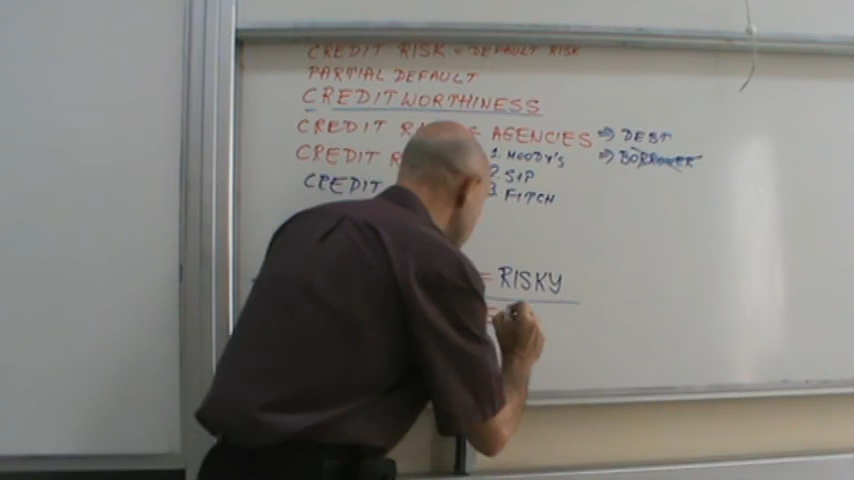 CREDIT RISK = DEFAULT RISK
PARTIAL DEFAULT
CREDITWORTHINESS
CREDIT AGENCIES ⇒ DEBT
CREDIT 1. MOODY'S ⇒ BORROWER
CREDIT 2. S&P
3. FITCH
= RISKY
=